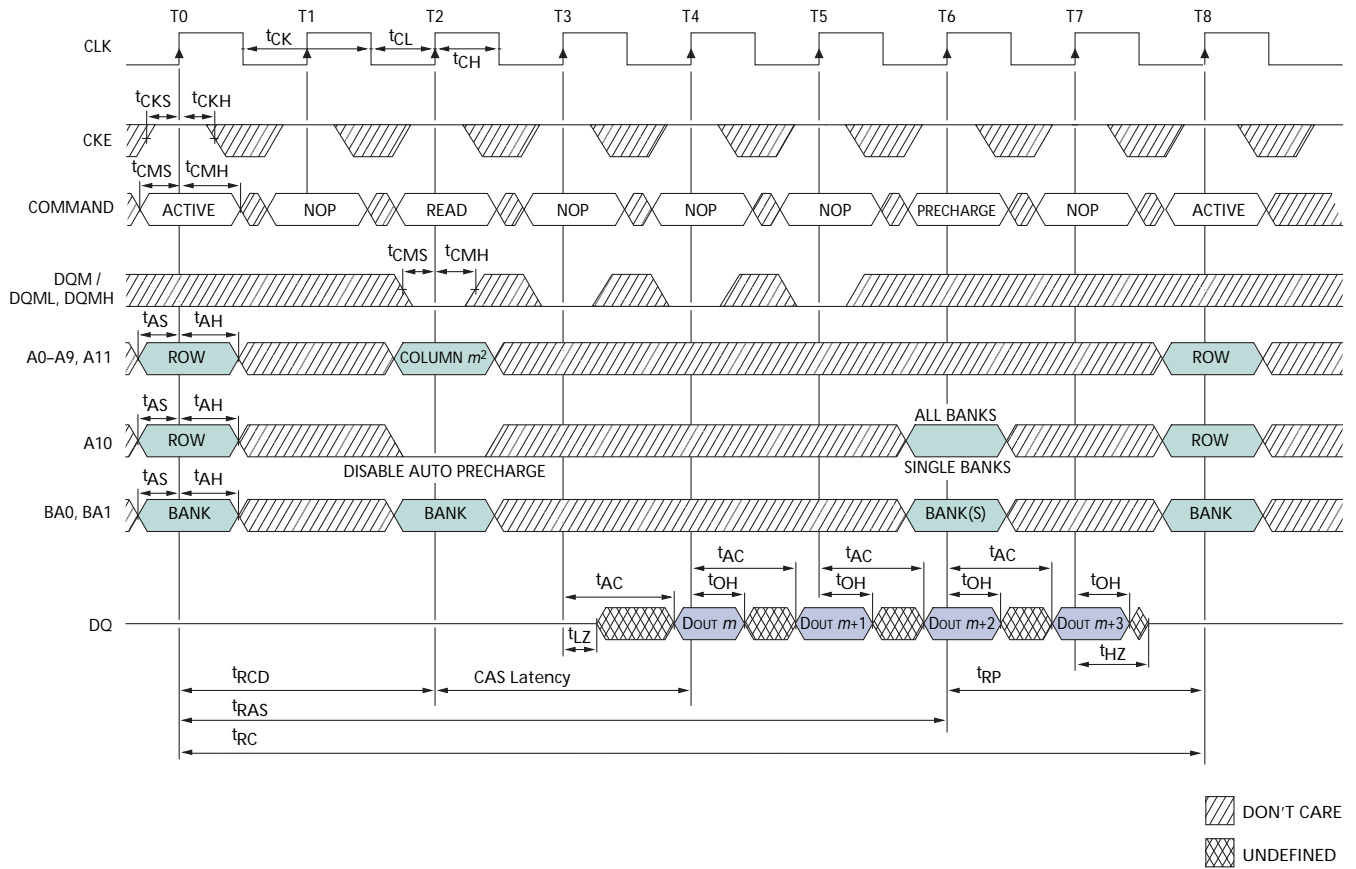 T0 T1 T2 T3 T4 T5 T6 T7 T8
CLK
tCK tCL
tCH
tCKS tCKH
CKE
tCMS tCMH
COMMAND ACTIVE NOP READ NOP NOP NOP PRECHARGE NOP ACTIVE
tCMS tCMH
DQM /
DQML, DQMH
tAS tAH
A0–A9, A11 ROW COLUMN m2 ROW
tAS tAH
ALL BANKS
A10 ROW ROW
DISABLE AUTO PRECHARGE SINGLE BANKS
tAS tAH
BA0, BA1 BANK BANK BANK(S) BANK
tAC tAC tAC
tAC tOH tOH tOH tOH
DQ DOUT m DOUT m+1 DOUT m+2 DOUT m+3
tLZ tHZ
tRCD CAS Latency tRP
tRAS
tRC
DON'T CARE
UNDEFINED